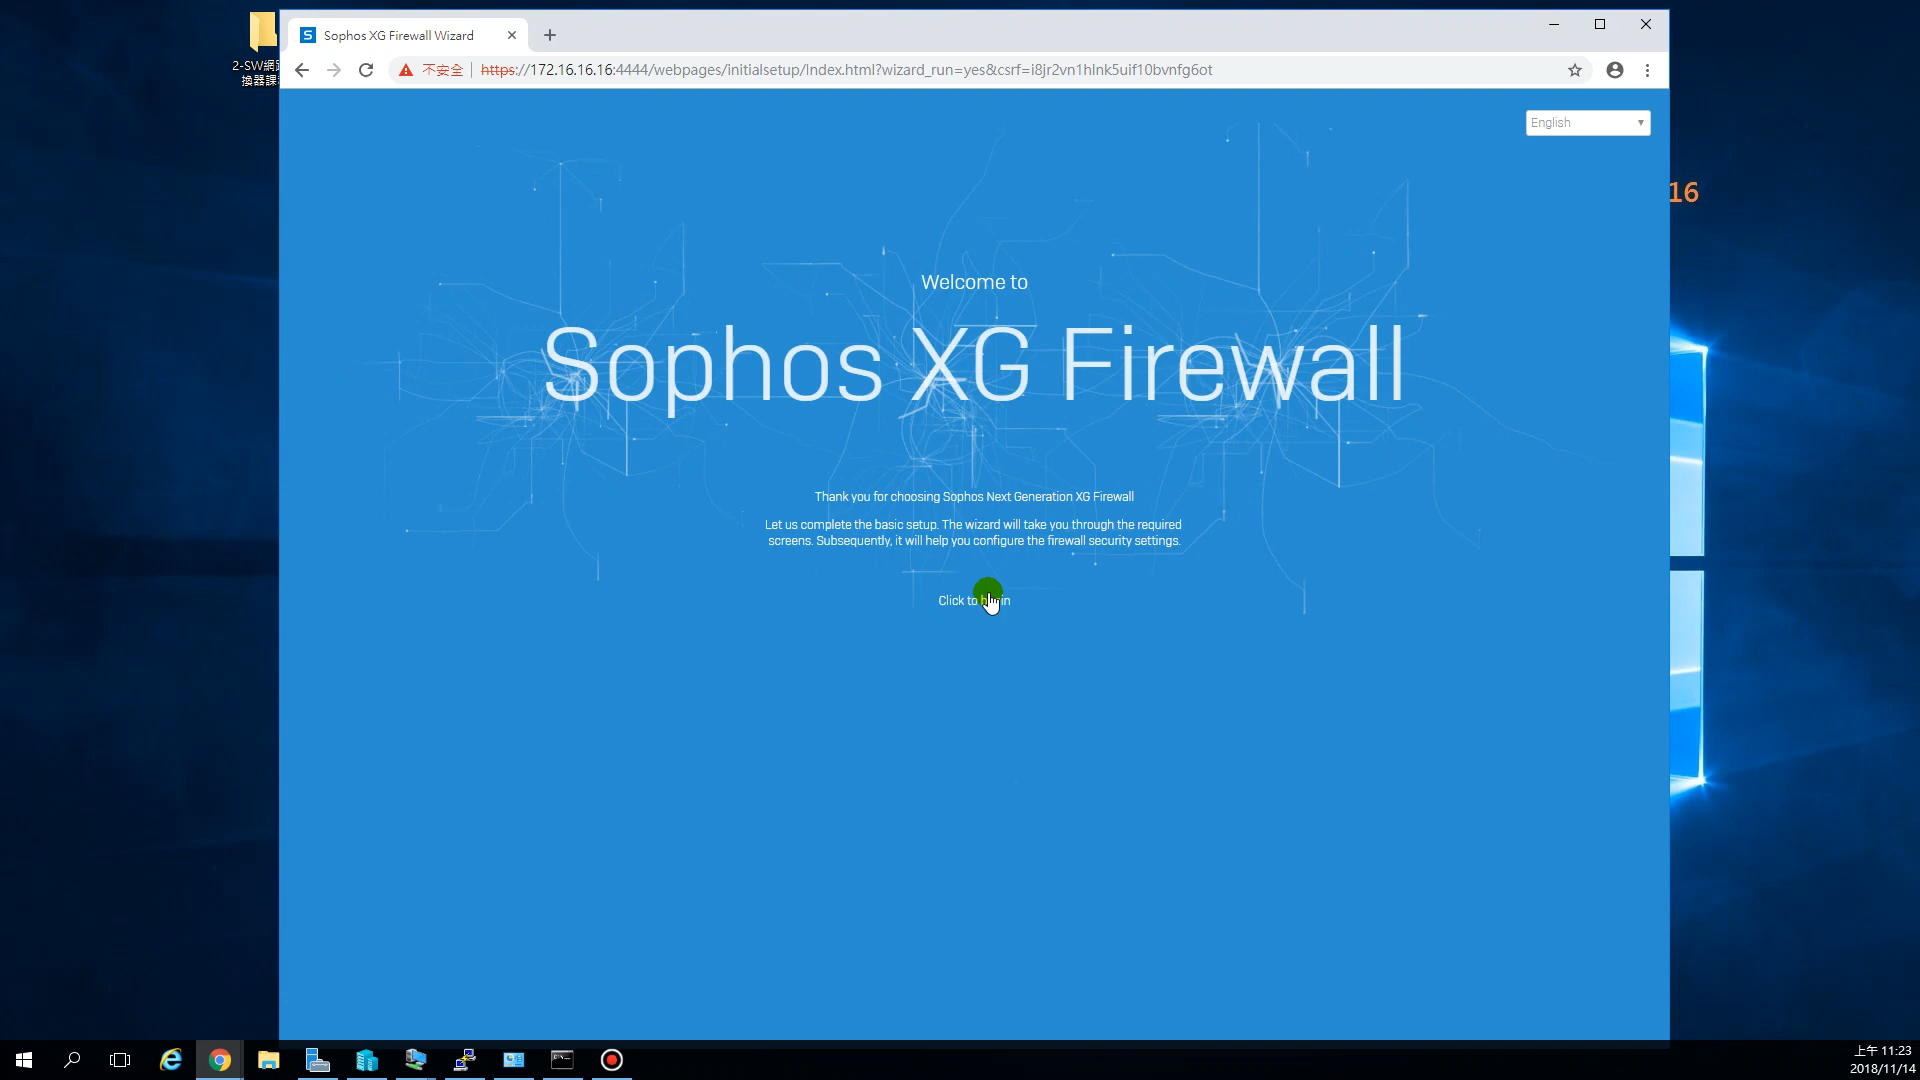 Sophos XG Firewall Wizard
不安全
https://172.16.16.16:4444/webpages/initialsetup/Index.html?wizard_run=yes&csrf=i8jr2vn1hlnk5uif10bvnfg6ot
2-SW網
換器課
English
16
Welcome to
Sophos XG Firewall
Thank you for choosing Sophos Next Generation XG Firewall
Let us complete the basic setup. The wizard will take you through the required
screens. Subsequently, it will help you configure the firewall security settings.
Click to
上午 11:23
2018/11/14